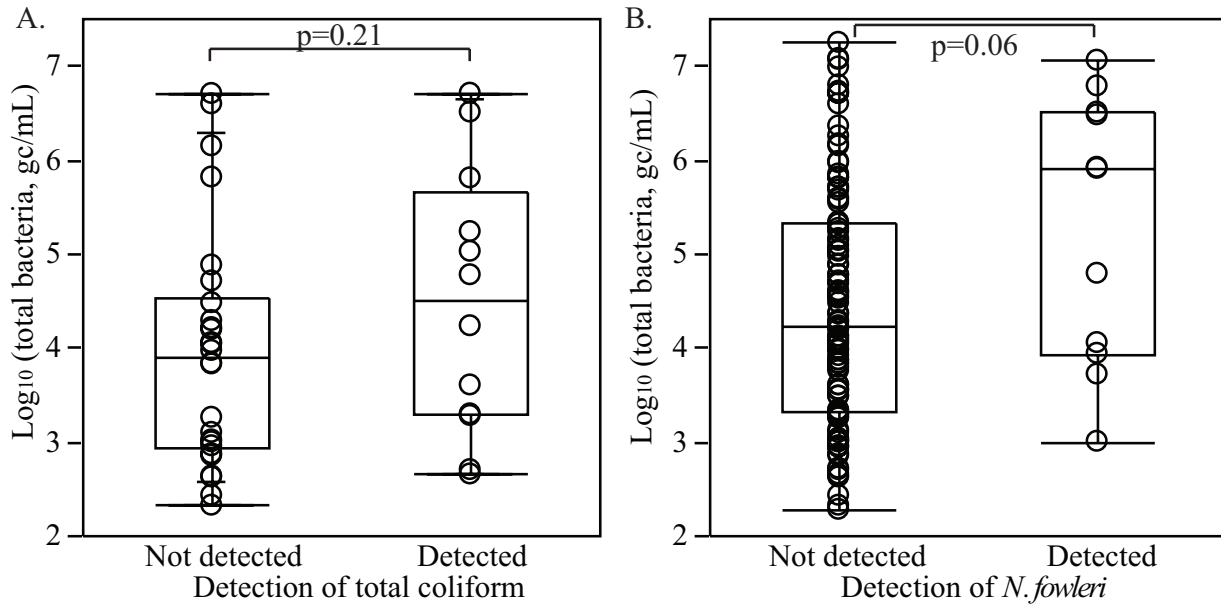 A.
p=0.21
7
6
5
4
3
2
Log10 (total bacteria, gc/mL)
Not detected
Detected
Detection of total coliform
B.
p=0.06
7
6
5
4
3
2
Log10 (total bacteria, gc/mL)
Not detected
Detected
Detection of N. fowleri